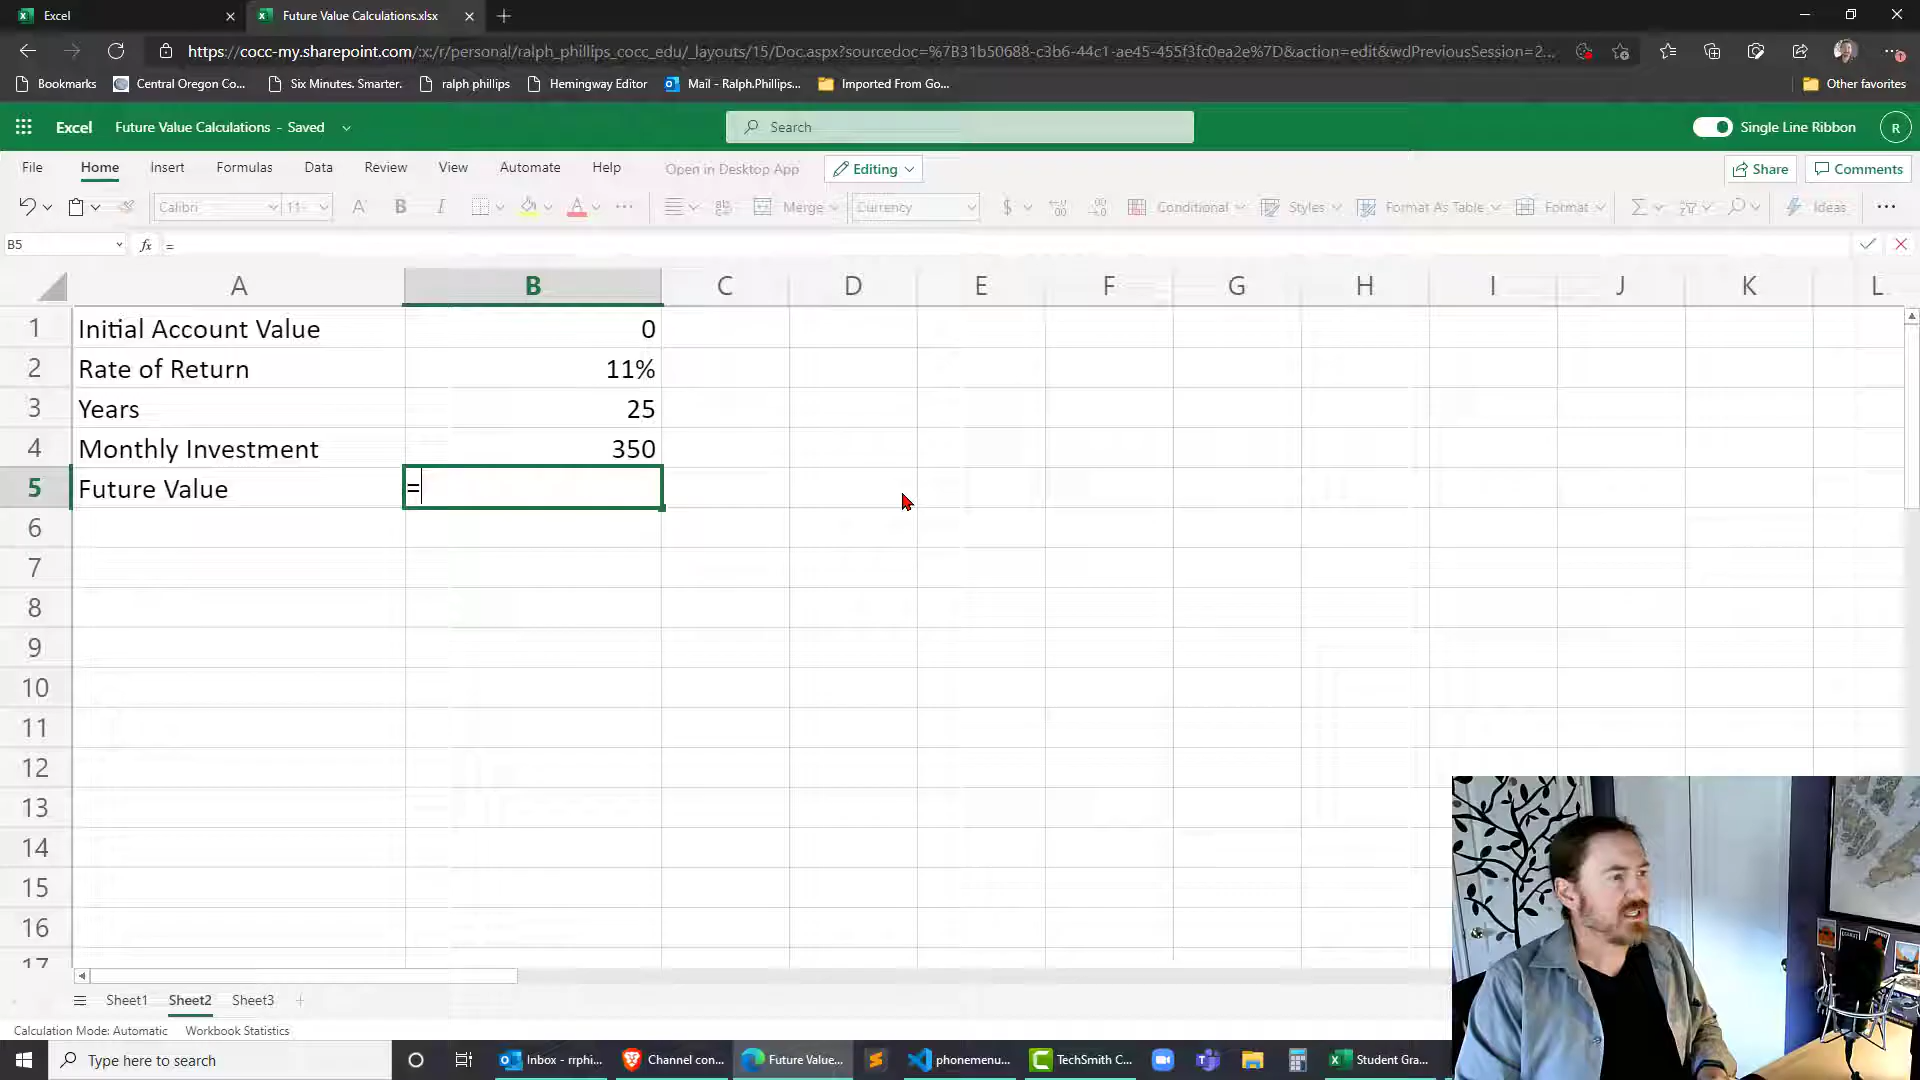 Excel
Future Value Calculations.xlsx
https://cocc-my.sharepoint.com/:x:/r/personal/ralph_phillips_cocc_edu/_layouts/15/Doc.aspx?sourcedoc=%7B31b50688-c3b6-44c1-ae45-455f3fc0ea2e%7D&action=edit&wdPreviousSession=2...
Bookmarks Central Oregon Co... Six Minutes. Smarter. ralph phillips Hemingway Editor Mail - Ralph.Phillips... Imported From Go... Other favorites
Excel Future Value Calculations - Saved Search Single Line Ribbon R
File Home Insert Formulas Data Review View Automate Help Open in Desktop App Editing Share Comments
Calibri 11 A B I A Merge Currency $ Conditional Styles Format As Table Format Σ Ideas
B5 fx =
A B C D E F G H I J K L
1 Initial Account Value 0
2 Rate of Return 11%
3 Years 25
4 Monthly Investment 350
5 Future Value =
6
7
8
9
10
11
12
13
14
15
16
17
Sheet1 Sheet2 Sheet3
Calculation Mode: Automatic Workbook Statistics
Type here to search Inbox - rrphi... Channel con... Future Value... phonemenu... TechSmith C... Student Gra...